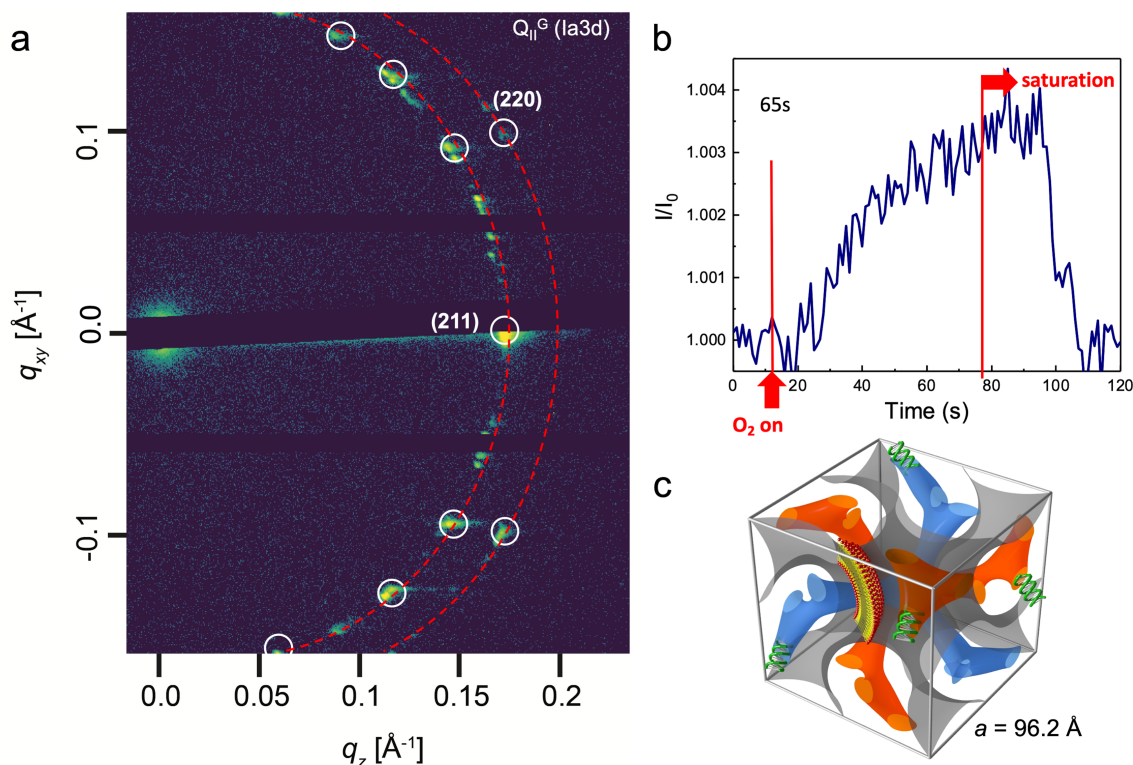 a
Q_II^G (Ia3d)
(220)
(211)
0.1
0.0
-0.1
q_xy [Å⁻¹]
0.0
0.05
0.1
0.15
0.2
q_z [Å⁻¹]
b
saturation
65s
1.004
1.003
1.002
1.001
1.000
I/I₀
0
20
40
60
80
100
120
Time (s)
O₂ on
c
a = 96.2 Å